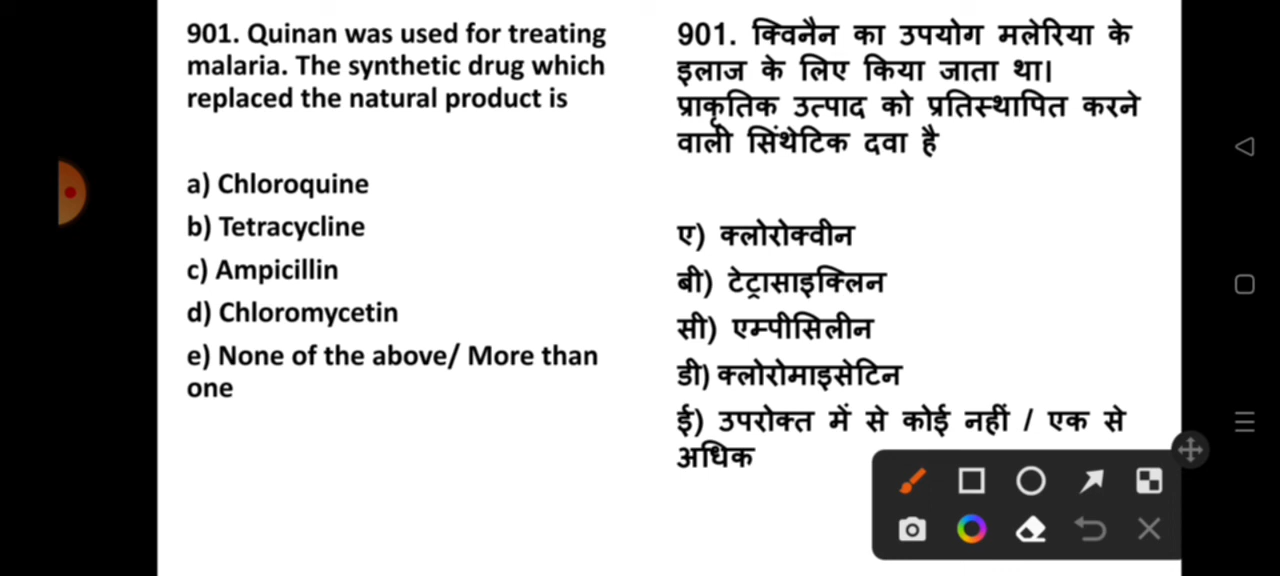 901. Quinan was used for treating
malaria. The synthetic drug which
replaced the natural product is
a) Chloroquine
b) Tetracycline
c) Ampicillin
d) Chloromycetin
e) None of the above/ More than
one
901. क्विनैन का उपयोग मलेरिया के
इलाज के लिए किया जाता था।
प्राकृतिक उत्पाद को प्रतिस्थापित करने
वाली सिंथेटिक दवा है
ए) क्लोरोक्वीन
बी) टेट्रासाइक्लिन
सी) एम्पीसिलीन
डी) क्लोरोमाइसेटिन
ई) उपरोक्त में से कोई नहीं / एक से
अधिक